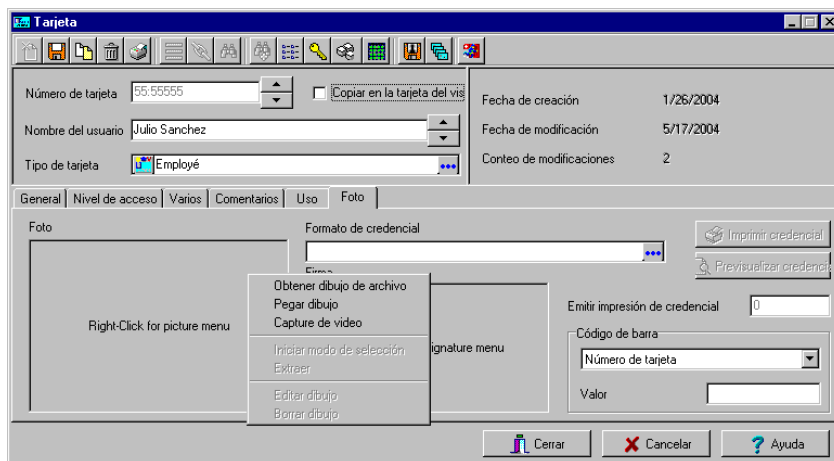 Tarjeta
Número de tarjeta
55:55555
Copiar en la tarjeta del vis
Nombre del usuario
Julio Sanchez
Tipo de tarjeta
Employé
Fecha de creación 1/26/2004
Fecha de modificación 5/17/2004
Conteo de modificaciones 2
General
Nivel de acceso
Varios
Comentarios
Uso
Foto
Foto
Right-Click for picture menu
Formato de credencial
Firma
ignature menu
Obtener dibujo de archivo
Pegar dibujo
Capture de video
Iniciar modo de selección
Extraer
Editar dibujo
Borrar dibujo
Imprimir credencial
Previsualizar credenci
Emitir impresión de credencial 0
Código de barra
Número de tarjeta
Valor
Cerrar
Cancelar
Ayuda